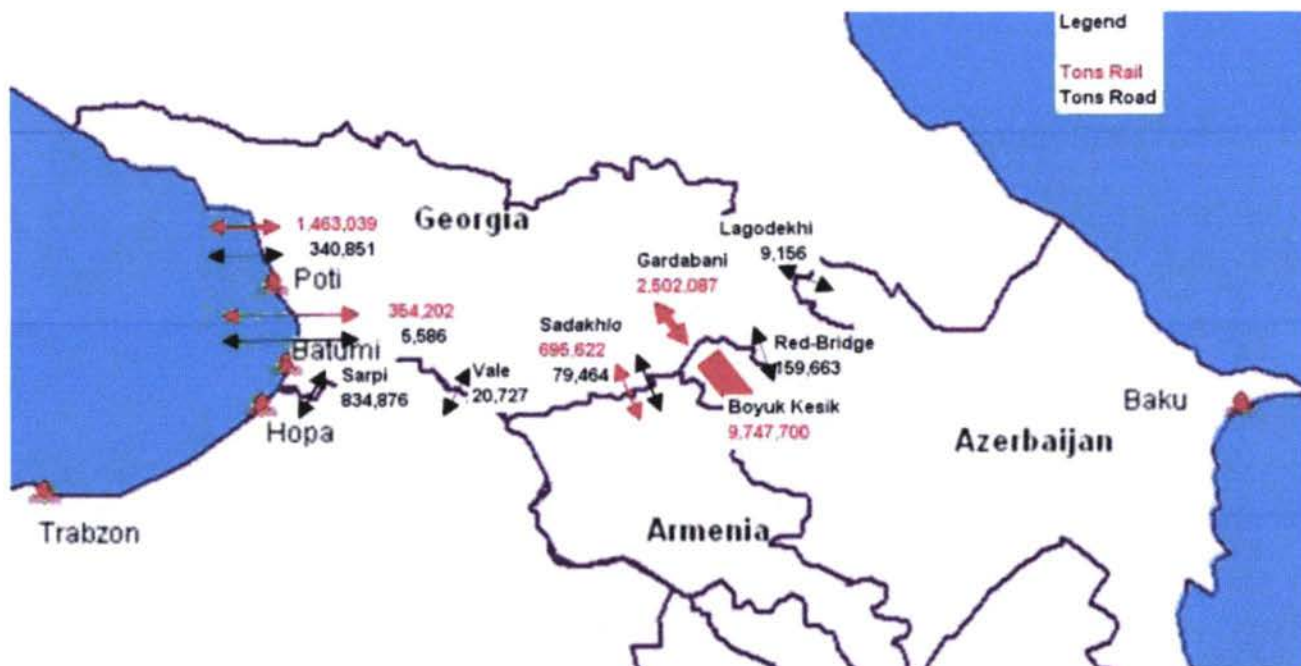 Legend
Tons Rail
Tons Road
Georgia
1,463,039
340,851
Poti
354,202
5,586
Batumi
Sarpi
834,876
Hopa
Trabzon
Vale
20,727
Sadakhlo
695,622
79,464
Gardabani
2,502,087
Lagodekhi
9,156
Red-Bridge
159,663
Boyuk Kesik
9,747,700
Armenia
Azerbaijan
Baku